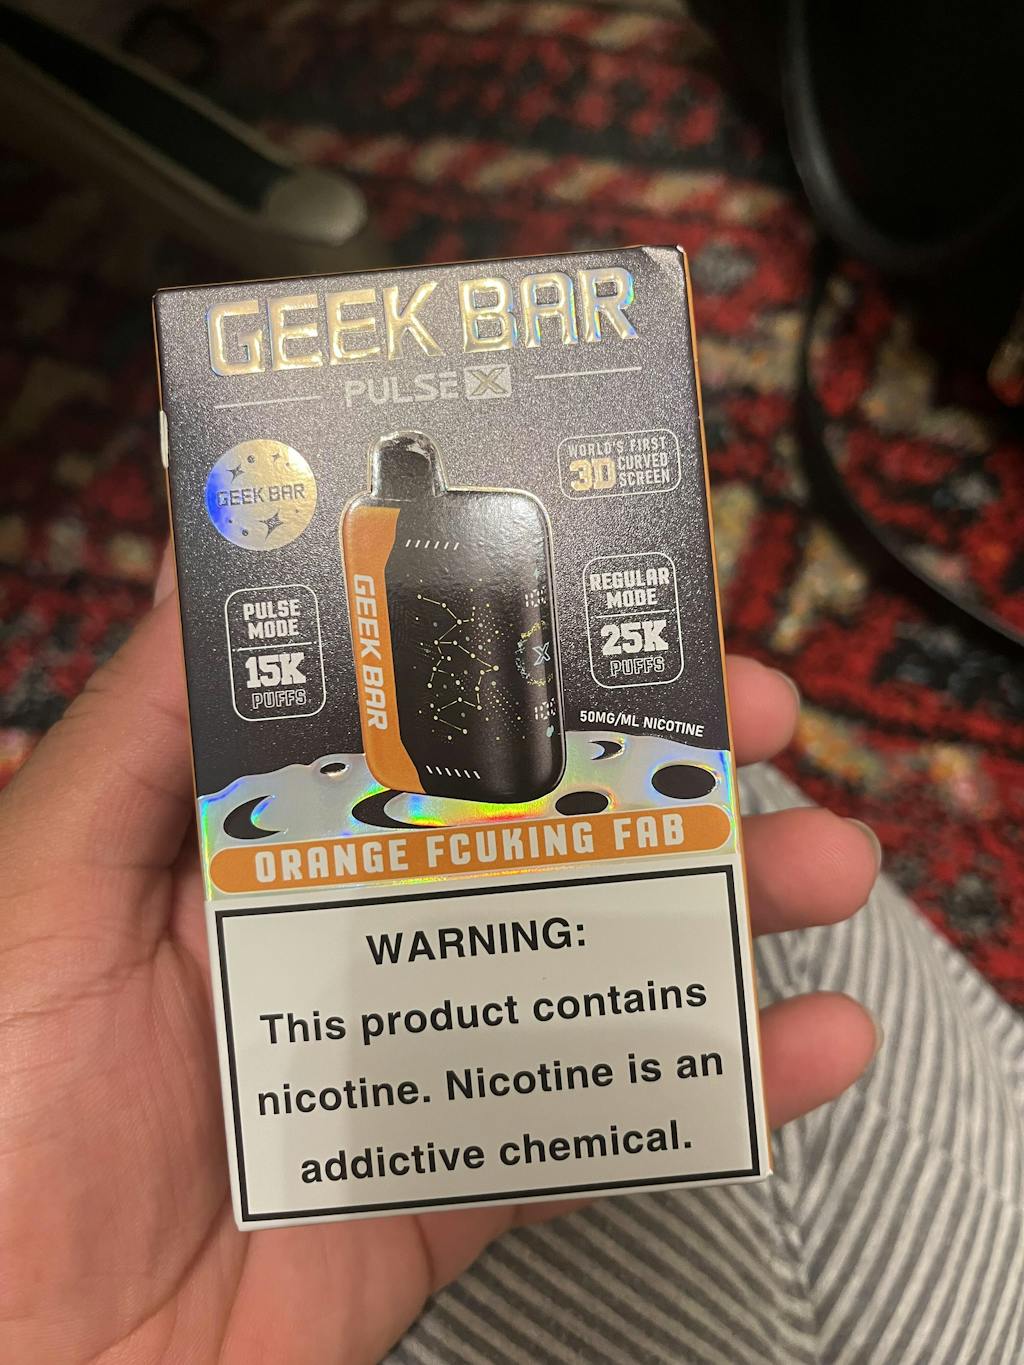 GEEK BAR
PULSE X
GEEK BAR
WORLD'S FIRST
3D CURVED
SCREEN
PULSE
MODE
15K
PUFFS
GEEK BAR
X
REGULAR
MODE
25K
PUFFS
50MG/ML NICOTINE
ORANGE FCUKING FAB
WARNING:
This product contains
nicotine. Nicotine is an
addictive chemical.